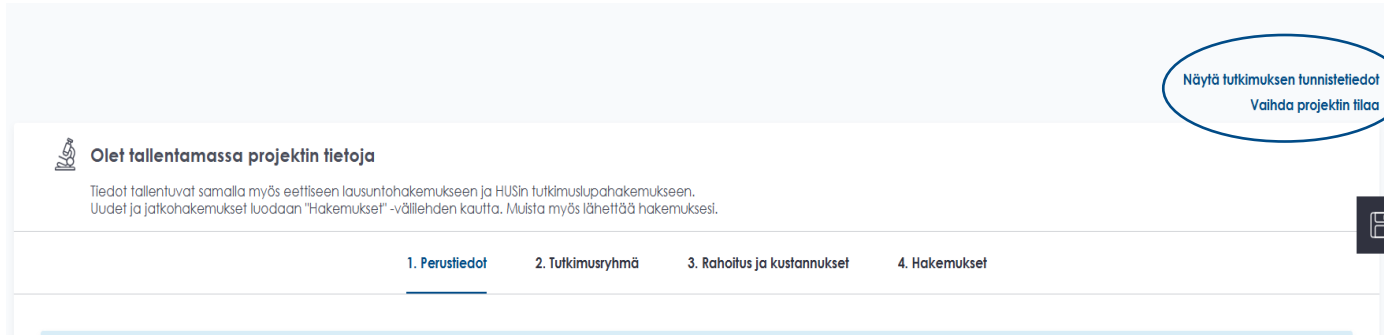 Näytä tutkimuksen tunnistetiedot
Vaihda projektin tilaa
Olet tallentamassa projektin tietoja
Tiedot tallentuvat samalla myös eettiseen lausuntohakemukseen ja HUSin tutkimuslupahakemukseen.
Uudet ja jatkohakemukset luodaan "Hakemukset" -välilehden kautta. Muista myös lähettää hakemuksesi.
1. Perustiedot 2. Tutkimusryhmä 3. Rahoitus ja kustannukset 4. Hakemukset